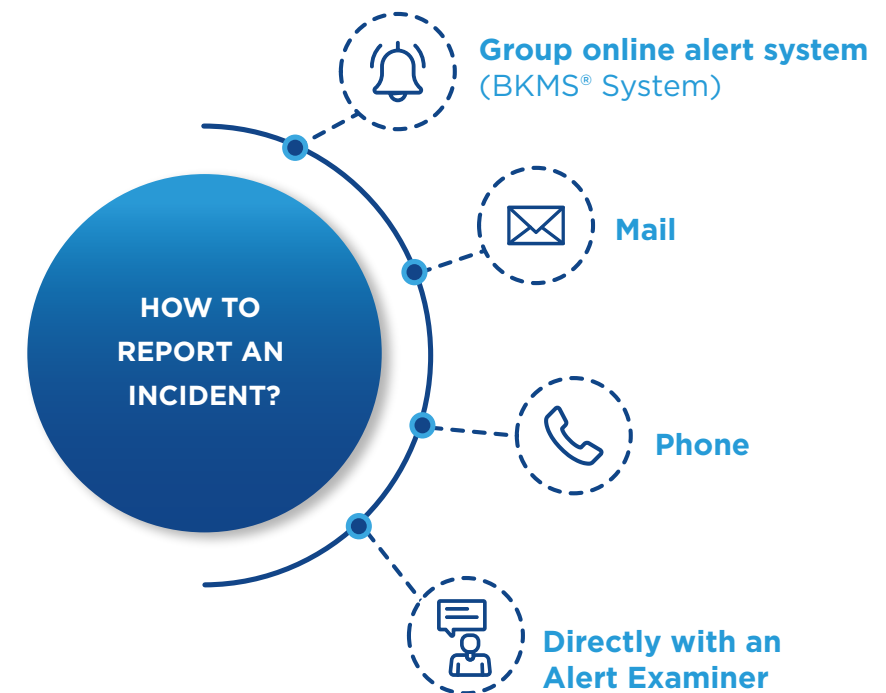 Group online alert system
(BKMS® System)
Mail
HOW TO
REPORT AN
INCIDENT?
Phone
Directly with an
Alert Examiner